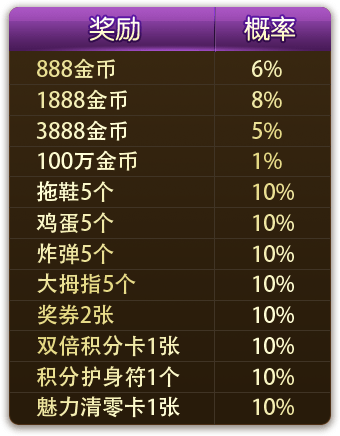 奖励 概率
888金币 6%
1888金币 8%
3888金币 5%
100万金币 1%
拖鞋5个 10%
鸡蛋5个 10%
炸弹5个 10%
大拇指5个 10%
奖券2张 10%
双倍积分卡1张 10%
积分护身符1个 10%
魅力清零卡1张 10%